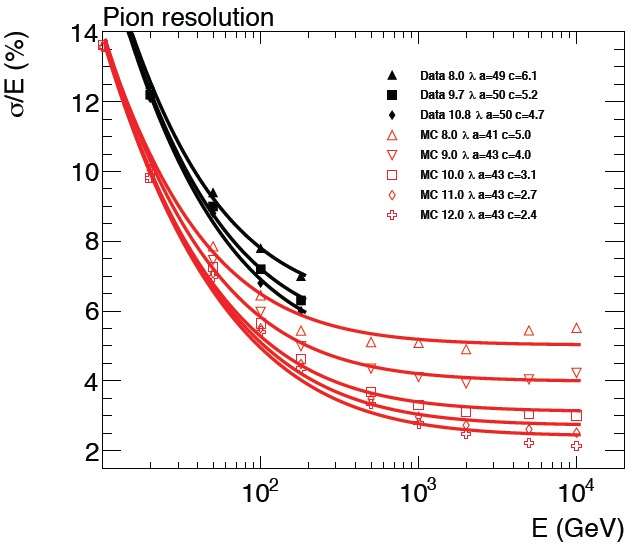 Pion resolution
σ/E (%)
14
12
10
8
6
4
2
Data 8.0 λ a=49 c=6.1
Data 9.7 λ a=50 c=5.2
Data 10.8 λ a=50 c=4.7
MC 8.0 λ a=41 c=5.0
MC 9.0 λ a=43 c=4.0
MC 10.0 λ a=43 c=3.1
MC 11.0 λ a=43 c=2.7
MC 12.0 λ a=43 c=2.4
10² 10³ 10⁴
E (GeV)